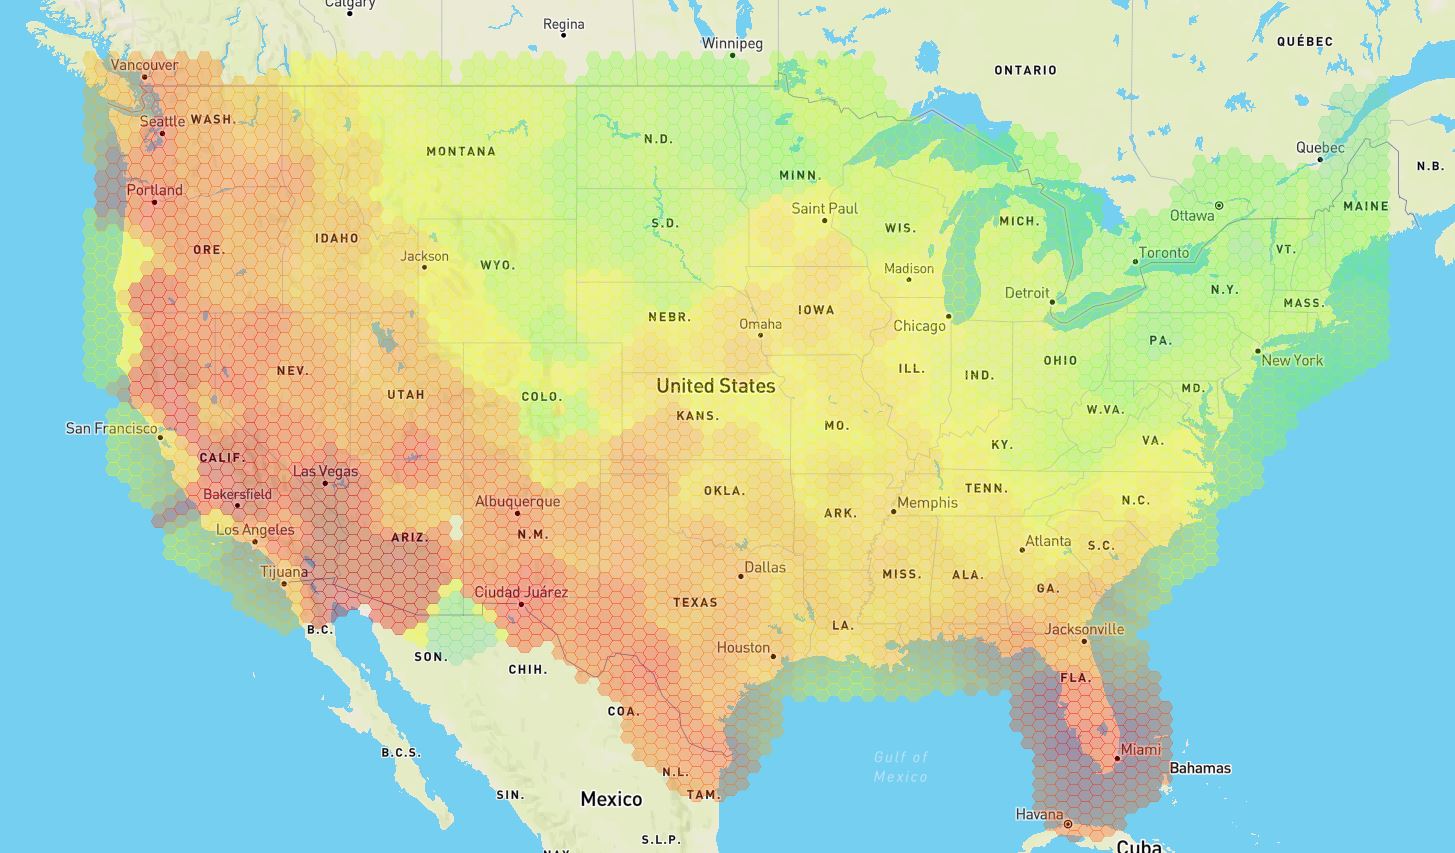 Calgary
Regina
Winnipeg
QUÉBEC
ONTARIO
Vancouver
Seattle
WASH.
MONTANA
N.D.
MINN.
Quebec
N.B.
Portland
ORE.
IDAHO
Jackson
WYO.
S.D.
Saint Paul
WIS.
MICH.
Ottawa
MAINE
Toronto
VT.
Madison
Detroit
N.Y.
MASS.
NEBR.
Omaha
IOWA
Chicago
PA.
New York
NEV.
UTAH
COLO.
United States
ILL.
IND.
OHIO
MD.
San Francisco
KANS.
MO.
KY.
W.VA.
VA.
CALIF.
Las Vegas
Bakersfield
Albuquerque
OKLA.
ARK.
Memphis
TENN.
N.C.
Los Angeles
ARIZ.
N.M.
Atlanta
S.C.
Tijuana
Ciudad Juárez
Dallas
TEXAS
MISS.
ALA.
GA.
B.C.
SON.
CHIH.
Houston
LA.
Jacksonville
FLA.
COA.
B.C.S.
Gulf of
Mexico
Miami
Bahamas
N.L.
TAM.
SIN.
Mexico
Havana
S.L.P.
Cuba
NAY.